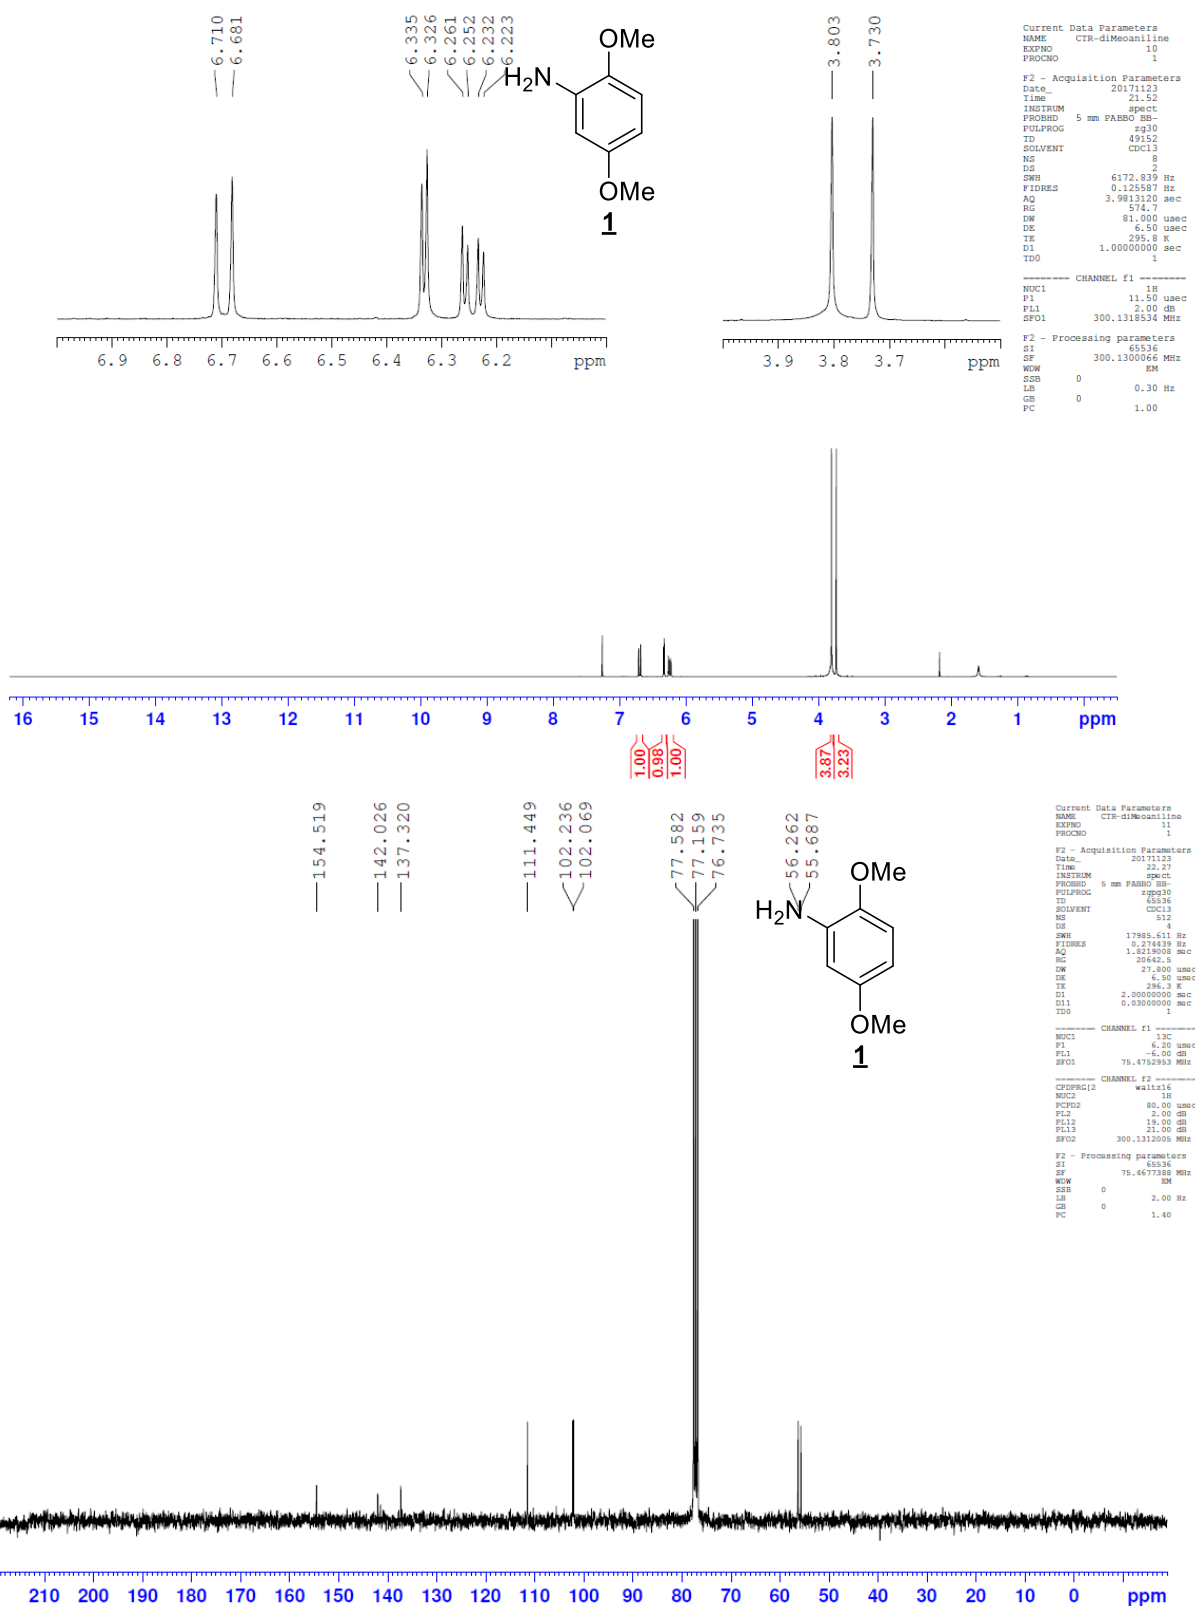 6.710
6.681
6.335
6.326
6.261
6.252
6.232
6.223
H2N
OMe
OMe
1
3.803
3.730
6.9 6.8 6.7 6.6 6.5 6.4 6.3 6.2 ppm
3.9 3.8 3.7 ppm
Current Data Parameters
NAME CTR-diMeoaniline
EXPNO 10
PROCNO 1
F2 - Acquisition Parameters
Date_ 20171123
Time 21.52
INSTRUM spect
PROBHD 5 mm PABBO BB-
PULPROG zg30
TD 49152
SOLVENT CDCl3
NS 8
DS 2
SWH 6172.839 Hz
FIDRES 0.125587 Hz
AQ 3.9813120 sec
RG 574.7
DW 81.000 usec
DE 6.50 usec
TE 295.8 K
D1 1.00000000 sec
TD0 1
======== CHANNEL f1 ========
NUC1 1H
P1 11.50 usec
PL1 2.00 dB
SFO1 300.1318534 MHz
F2 - Processing parameters
SI 65536
SF 300.1300066 MHz
WDW EM
SSB 0
LB 0.30 Hz
GB 0
PC 1.00
16 15 14 13 12 11 10 9 8 7 6 5 4 3 2 1 ppm
1.00
0.98
1.00
3.87
3.23
154.519
142.026
137.320
111.449
102.236
102.069
77.582
77.159
76.735
56.262
55.687
H2N
OMe
OMe
1
Current Data Parameters
NAME CTR-diMeoaniline
EXPNO 11
PROCNO 1
F2 - Acquisition Parameters
Date_ 20171123
Time 22.27
INSTRUM spect
PROBHD 5 mm PABBO BB-
PULPROG zgpg30
TD 65536
SOLVENT CDCl3
NS 512
DS 4
SWH 17985.611 Hz
FIDRES 0.274439 Hz
AQ 1.8219008 sec
RG 20642.5
DW 27.800 usec
DE 6.50 usec
TE 296.3 K
D1 2.00000000 sec
D11 0.03000000 sec
TD0 1
======== CHANNEL f1 ========
NUC1 13C
P1 6.20 usec
PL1 -6.00 dB
SFO1 75.4752953 MHz
======== CHANNEL f2 ========
CPDPRG[2 waltz16
NUC2 1H
PCPD2 80.00 usec
PL2 2.00 dB
PL12 19.00 dB
PL13 21.00 dB
SFO2 300.1312005 MHz
F2 - Processing parameters
SI 65536
SF 75.4677388 MHz
WDW EM
SSB 0
LB 2.00 Hz
GB 0
PC 1.40
210 200 190 180 170 160 150 140 130 120 110 100 90 80 70 60 50 40 30 20 10 0 ppm